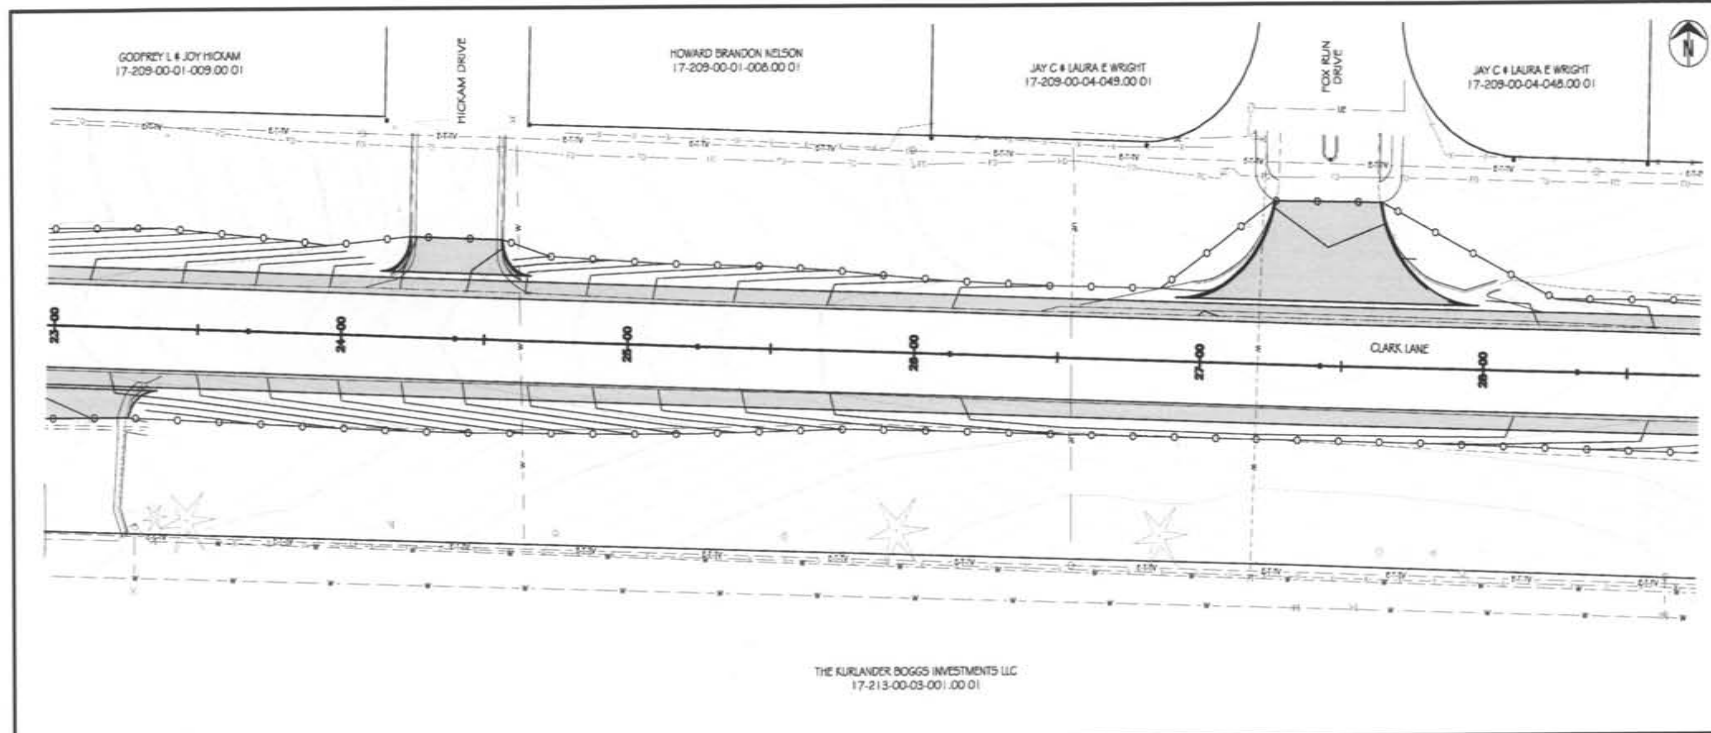 GODFREY L & JOY HICKAM
17-209-00-01-009.00 01
HICKAM DRIVE
HOWARD BRANDON NELSON
17-209-00-01-008.00 01
JAY C & LAURA E WRIGHT
17-209-00-04-049.00 01
FOX RUN
DRIVE
JAY C & LAURA E WRIGHT
17-209-00-04-048.00 01
N
23+00
24+00
25+00
26+00
27+00
28+00
CLARK LANE
THE KURLANDER BOGGS INVESTMENTS LLC
17-213-00-03-001.00 01